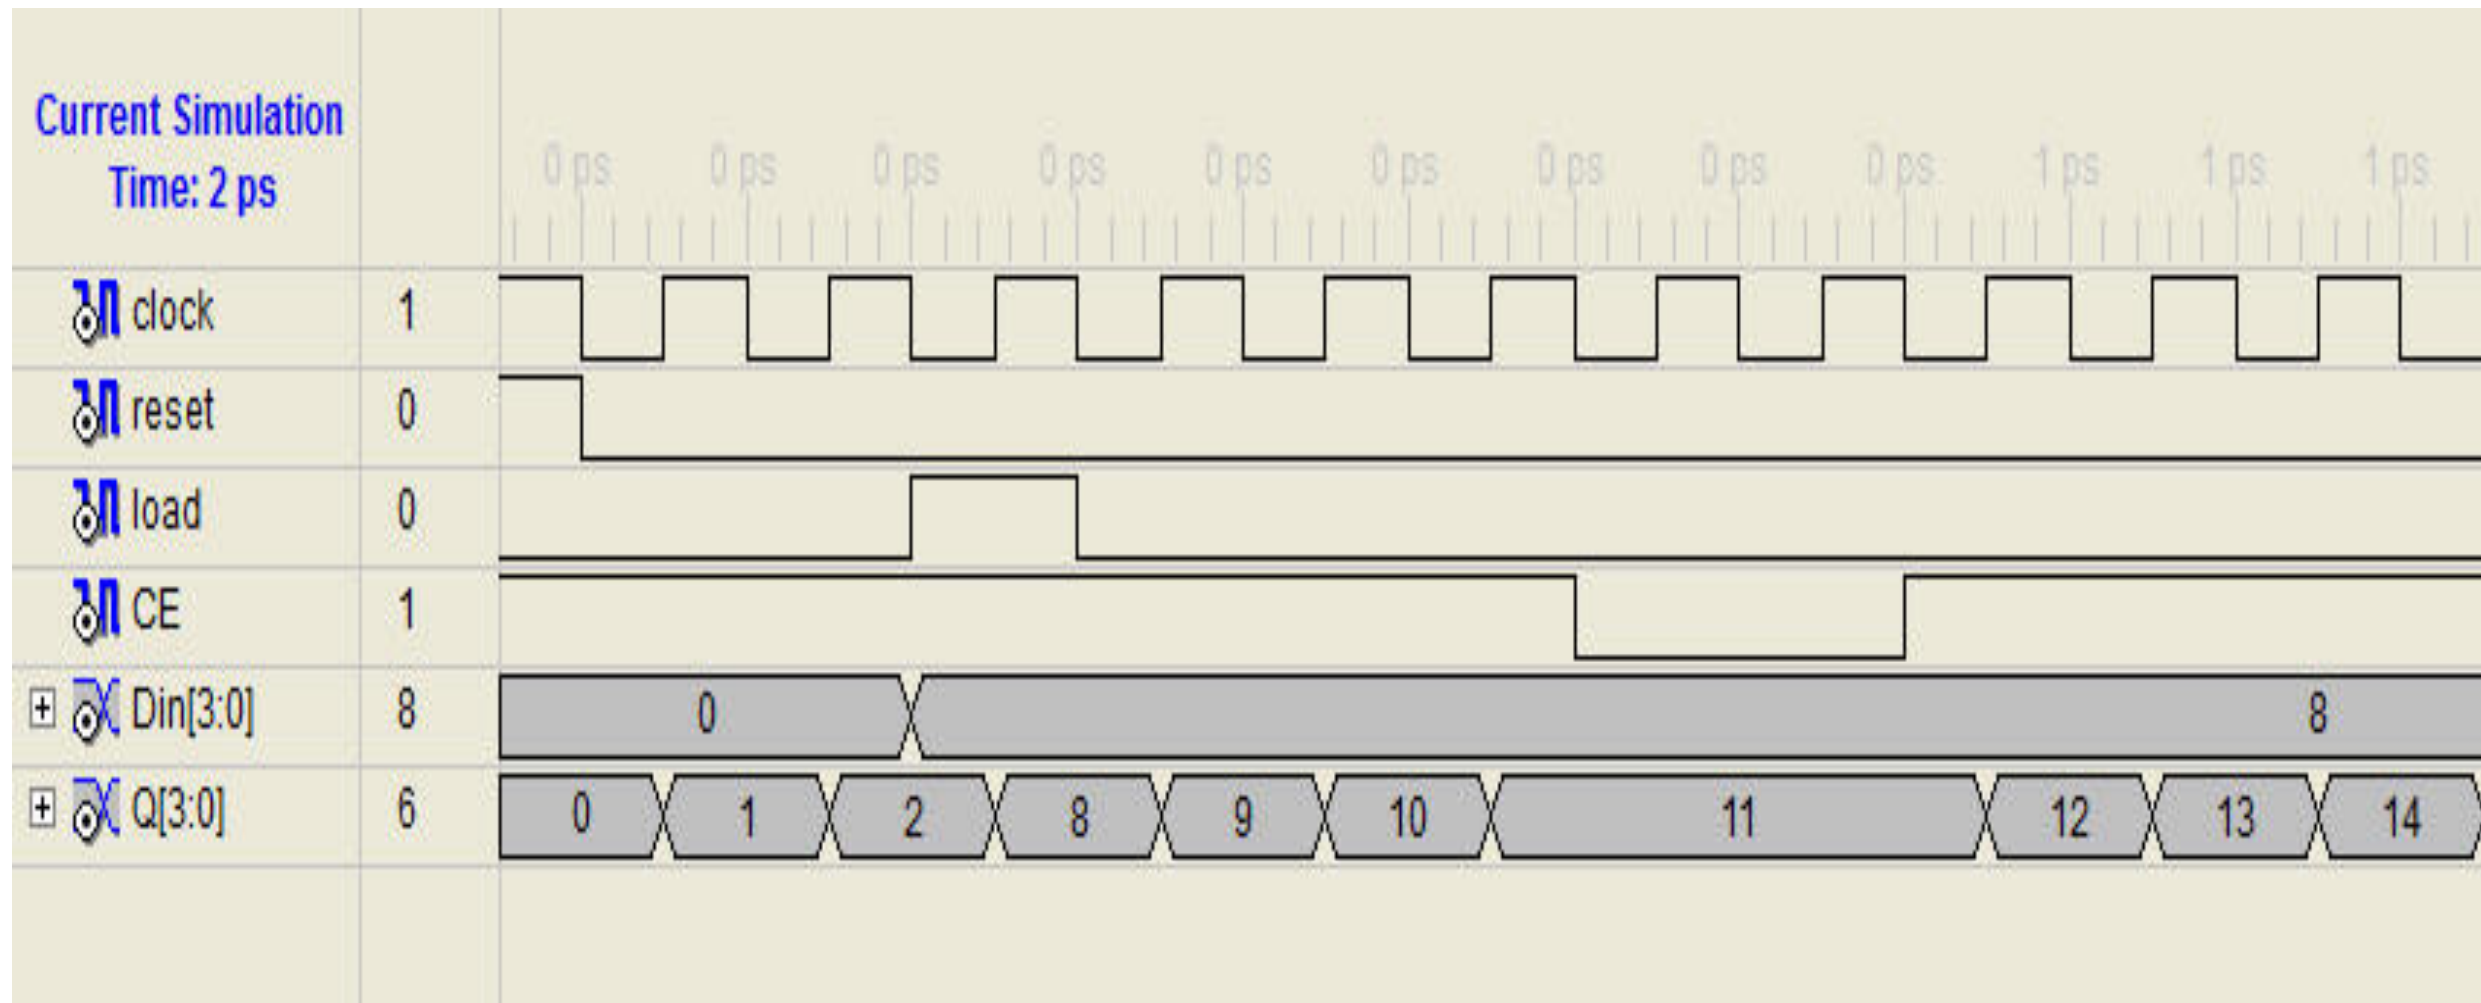 Current Simulation
Time: 2 ps
0 ps 0 ps 0 ps 0 ps 0 ps 0 ps 0 ps 0 ps 0 ps 1 ps 1 ps 1 ps
clock 1
reset 0
load 0
CE 1
Din[3:0] 8 0 8
Q[3:0] 6 0 1 2 8 9 10 11 12 13 14